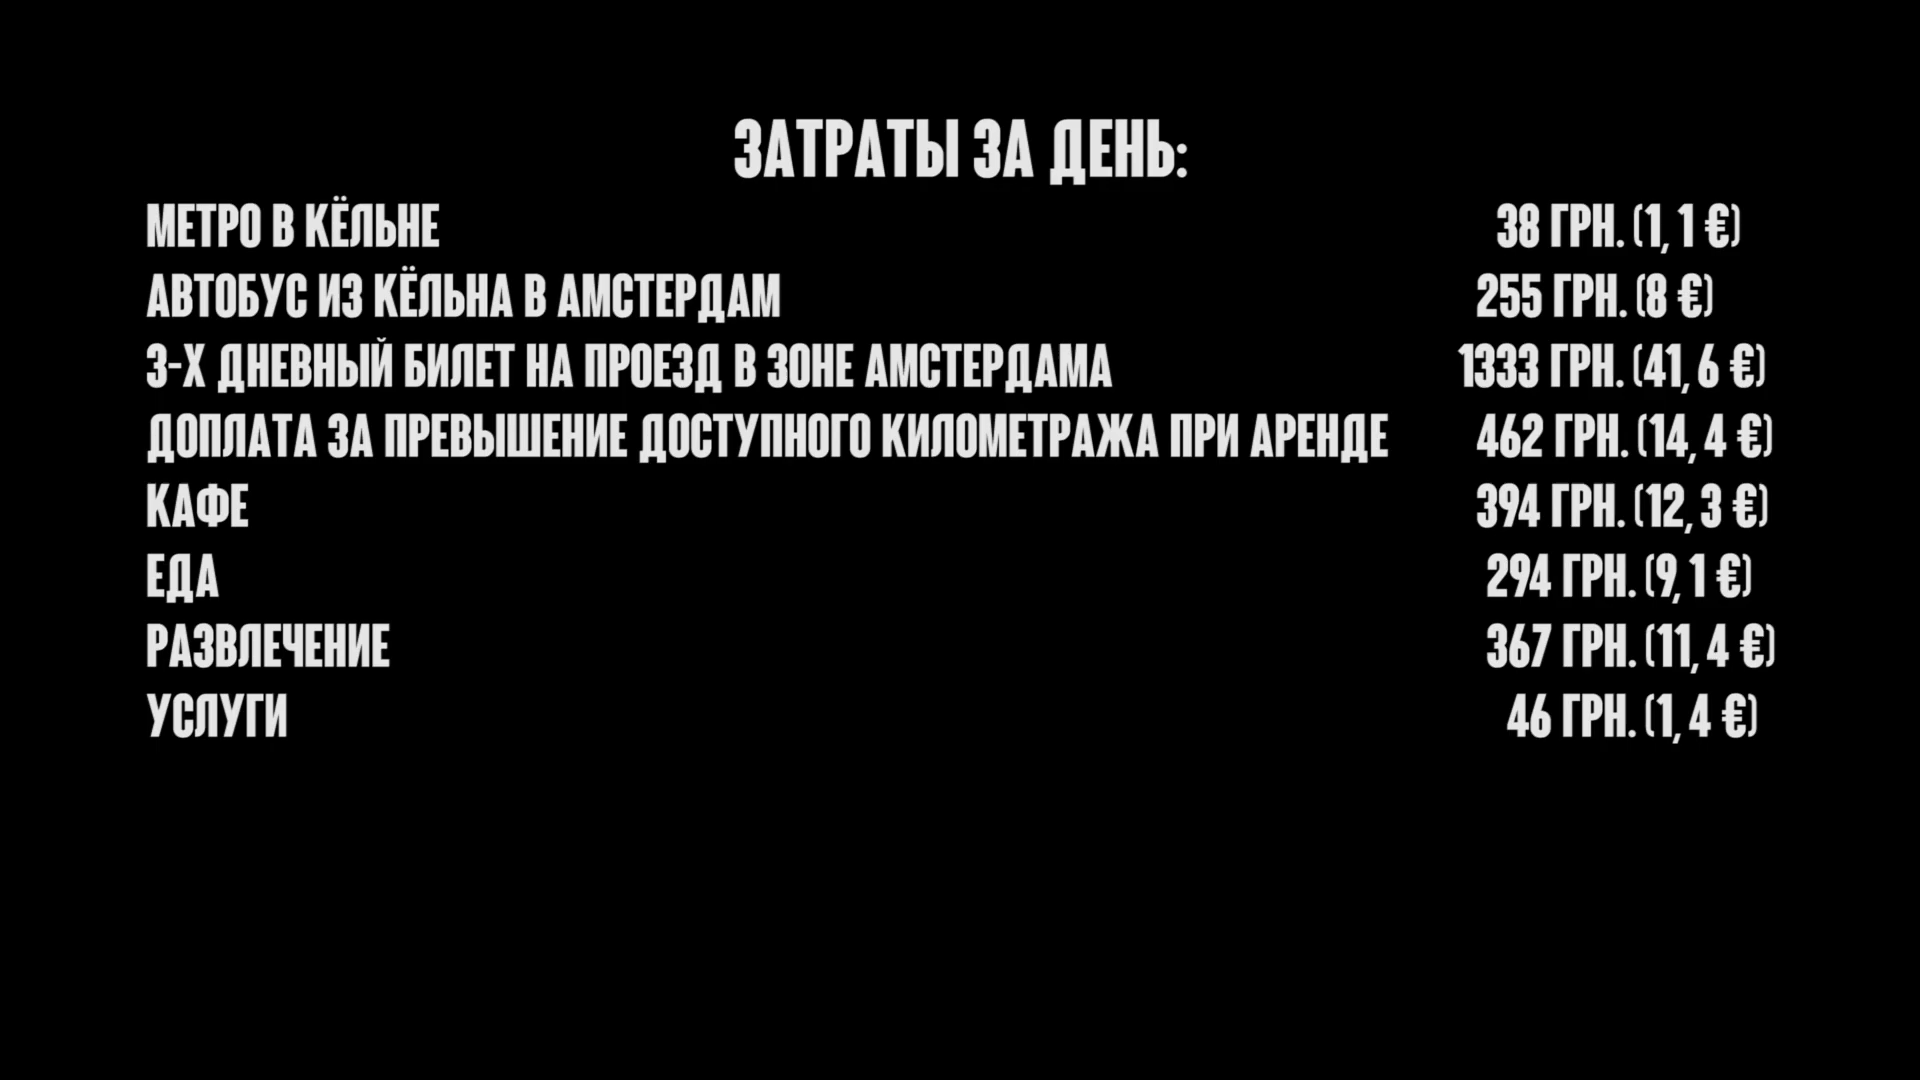 ЗАТРАТЫ ЗА ДЕНЬ:
МЕТРО В КЁЛЬНЕ 38 ГРН. (1, 1 €)
АВТОБУС ИЗ КЁЛЬНА В АМСТЕРДАМ 255 ГРН. (8 €)
3-Х ДНЕВНЫЙ БИЛЕТ НА ПРОЕЗД В ЗОНЕ АМСТЕРДАМА 1333 ГРН. (41, 6 €)
ДОПЛАТА ЗА ПРЕВЫШЕНИЕ ДОСТУПНОГО КИЛОМЕТРАЖА ПРИ АРЕНДЕ 462 ГРН. (14, 4 €)
КАФЕ 394 ГРН. (12, 3 €)
ЕДА 294 ГРН. (9, 1 €)
РАЗВЛЕЧЕНИЕ 367 ГРН. (11, 4 €)
УСЛУГИ 46 ГРН. (1, 4 €)